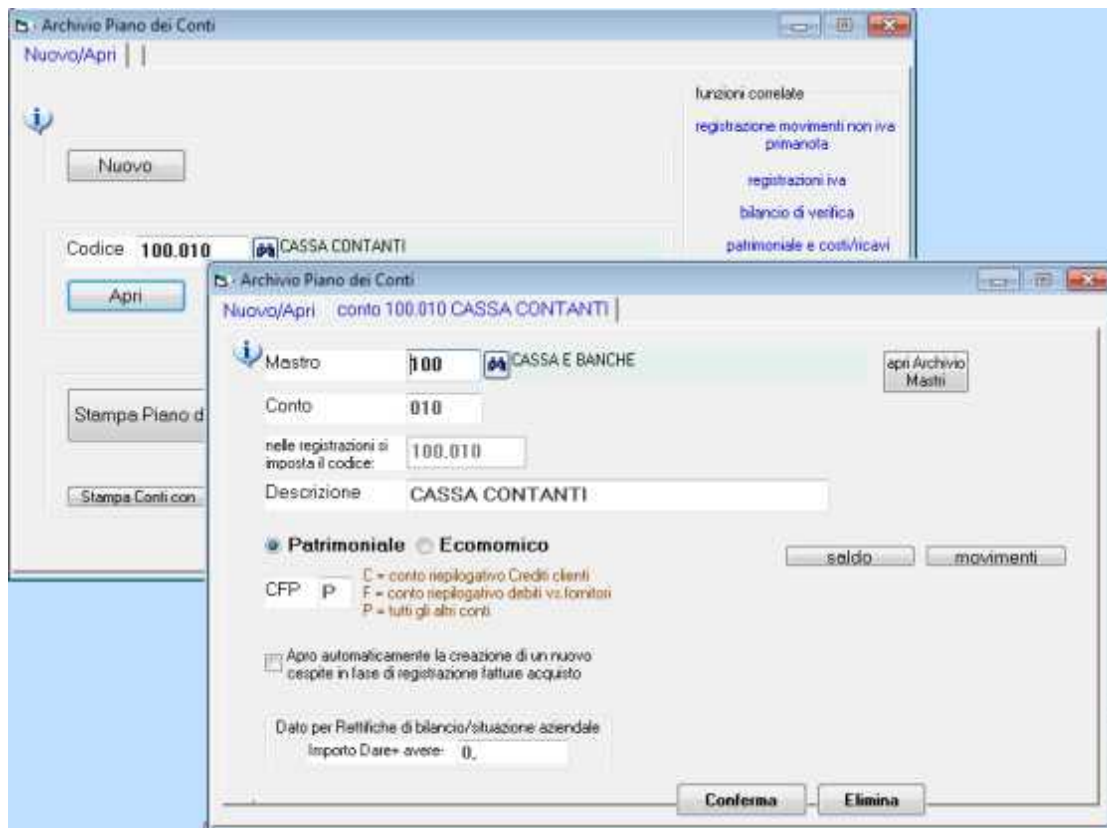 Archivio Piano dei Conti
Nuovo/Apri
funzioni correlate
registrazione movimenti non iva
primanota
Nuovo
registrazioni iva
bilancio di verifica
Codice 100.010 CASSA CONTANTI
patrimoniale e costi/ricavi
Apri
Stampa Piano d
Stampa Conti con
Archivio Piano dei Conti
Nuovo/Apri conto 100.010 CASSA CONTANTI
Mastro 100 CASSA E BANCHE
apri Archivio
Mastri
Conto 010
nelle registrazioni si
imposta il codice: 100.010
Descrizione CASSA CONTANTI
Patrimoniale Ecomomico
saldo movimenti
CFP P
C = conto riepilogativo Crediti clienti
F = conto riepilogativo debiti vs.fornitori
P = tutti gli altri conti
Apro automaticamente la creazione di un nuovo
cespite in fase di registrazione fatture acquisto
Dato per Rettifiche di bilancio/situazione aziendale
Importo Dare+ avere- 0,
Conferma Elimina